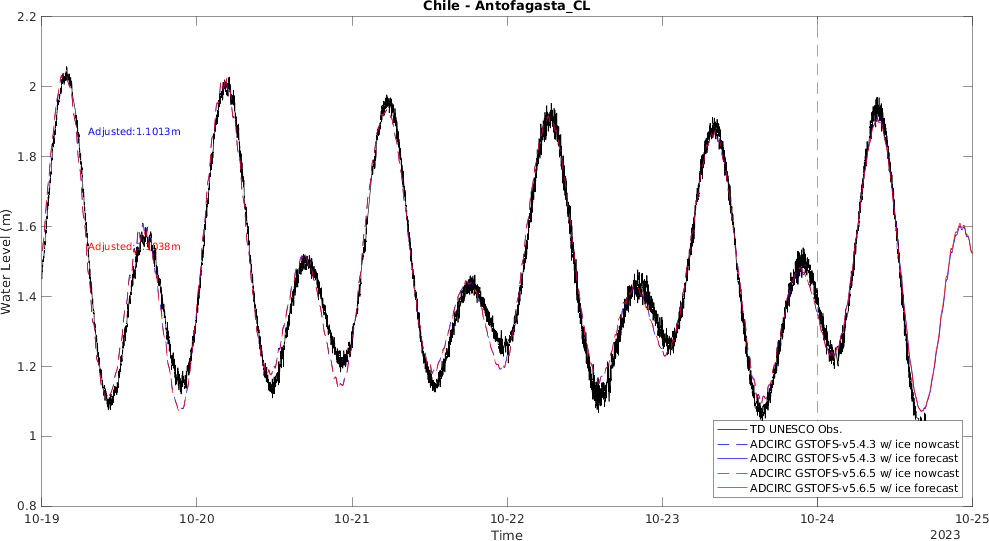 Chile - Antofagasta_CL
2.2
2
1.8
1.6
1.4
1.2
1
0.8
Water Level (m)
Adjusted:1.1013m
TD UNESCO Obs.
ADCIRC GSTOFS-v5.4.3 w/ ice nowcast
ADCIRC GSTOFS-v5.4.3 w/ ice forecast
ADCIRC GSTOFS-v5.6.5 w/ ice nowcast
ADCIRC GSTOFS-v5.6.5 w/ ice forecast
10-19 10-20 10-21 10-22 10-23 10-24 10-25
Time
2023